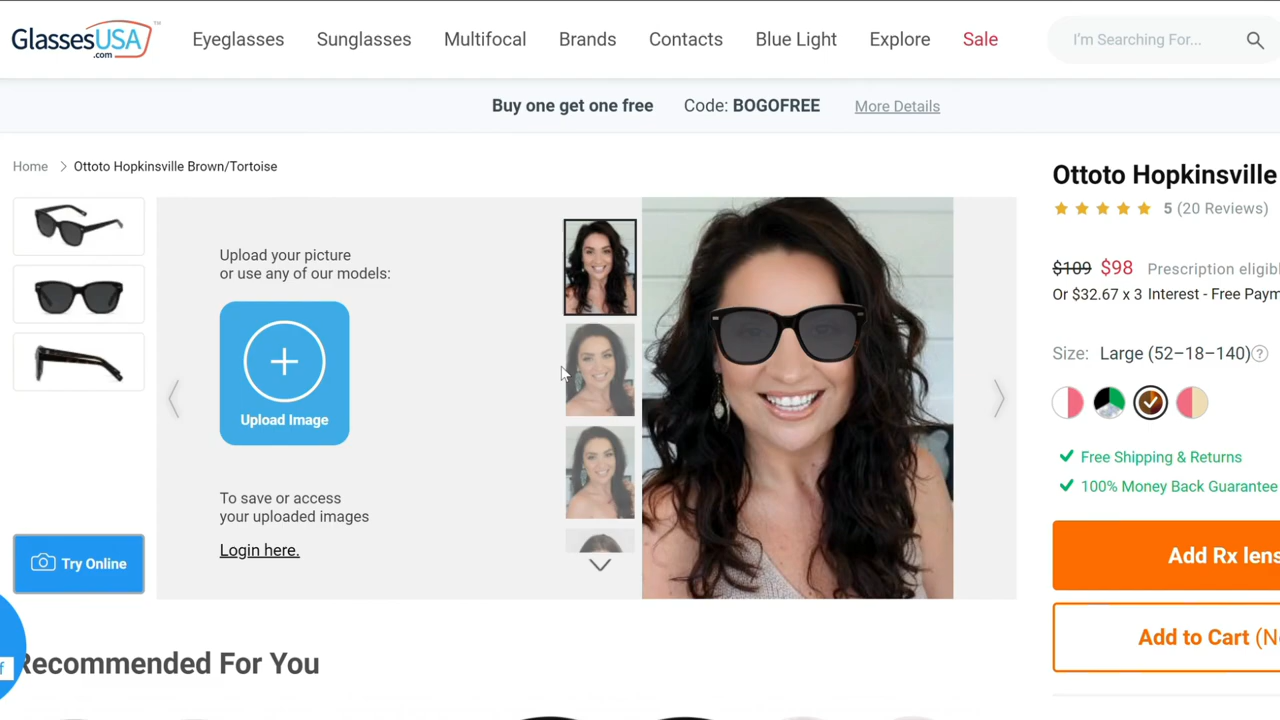 GlassesUSA™
.com
Eyeglasses
Sunglasses
Multifocal
Brands
Contacts
Blue Light
Explore
Sale
I'm Searching For...
Buy one get one free Code: BOGOFREE More Details
Home Ottoto Hopkinsville Brown/Tortoise
Upload your picture
or use any of our models:
Upload Image
To save or access
your uploaded images
Login here.
Try Online
Ottoto Hopkinsville
5 (20 Reviews)
$109 $98 Prescription
Or $32.67 x 3 Interest - Free
Size: Large (52–18–140) ?
Free Shipping & Returns
100% Money Back Guarantee
Add Rx
Add to Cart
Recommended For You